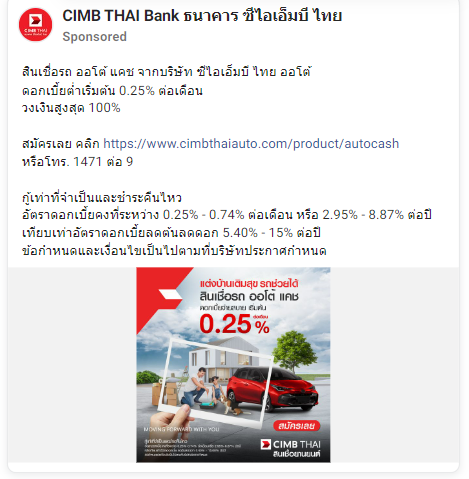 CIMB THAI Bank ธนาคาร ซีไอเอ็มบี ไทย
Sponsored
สินเชื่อรถ ออโต้ แคช จากบริษัท ซีไอเอ็มบี ไทย ออโต้
ดอกเบี้ยต่ำเริ่มต้น 0.25% ต่อเดือน
วงเงินสูงสุด 100%
สมัครเลย คลิก https://www.cimbthaiauto.com/product/autocash
หรือโทร. 1471 ต่อ 9
กู้เท่าที่จำเป็นและชำระคืนไหว
อัตราดอกเบี้ยคงที่ระหว่าง 0.25% - 0.74% ต่อเดือน หรือ 2.95% - 8.87% ต่อปี
เทียบเท่าอัตราดอกเบี้ยลดต้นลดดอก 5.40% - 15% ต่อปี
ข้อกำหนดและเงื่อนไขเป็นไปตามที่บริษัทประกาศกำหนด
แต่งบ้านเติมสุข รถช่วยได้
สินเชื่อรถ ออโต้ แคช
ดอกเบี้ยจ่ายสบาย เริ่มต้น
0.25% ต่อเดือน
สมัครเลย
MOVING FORWARD WITH YOU
CIMB THAI
สินเชื่อยานยนต์